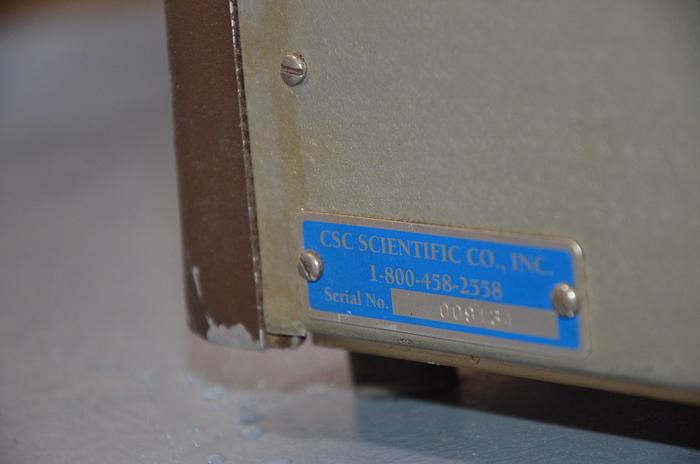 CSC SCIENTIFIC CO., INC.
1-800-458-2558
Serial No. 009134